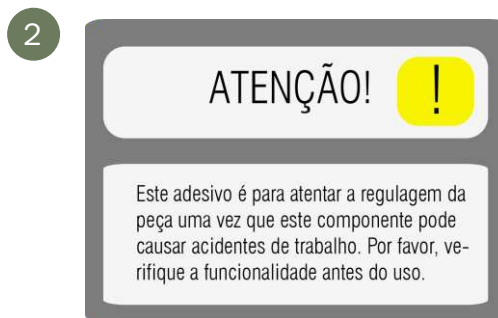 2
ATENÇÃO! !
Este adesivo é para atentar a regulagem da
peça uma vez que este componente pode
causar acidentes de trabalho. Por favor, ve-
rifique a funcionalidade antes do uso.